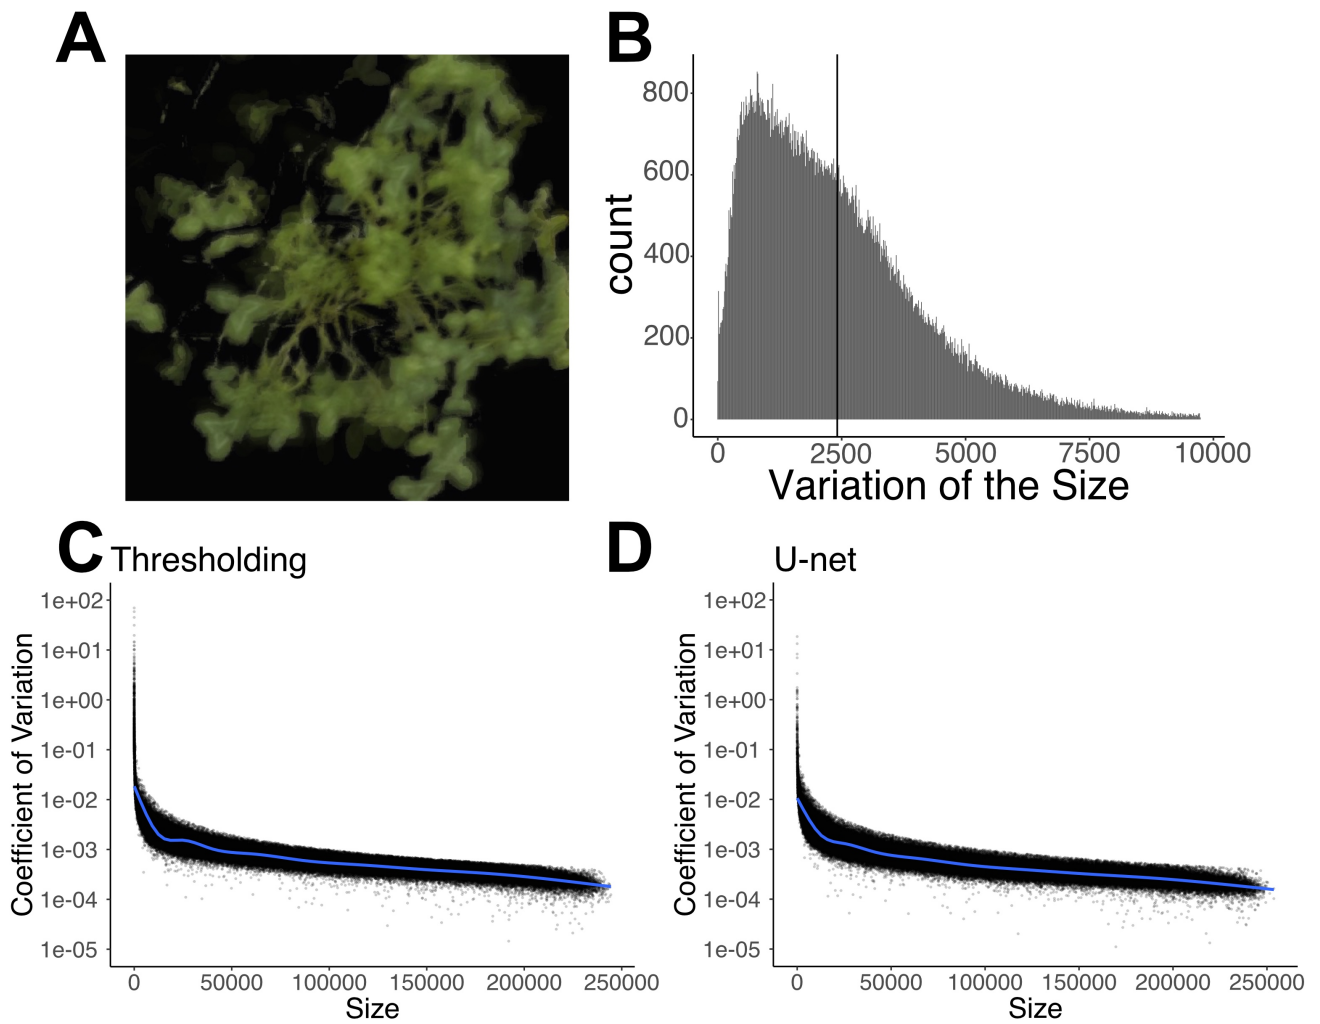 A
B
800
600
400
200
0
count
0 2500 5000 7500 10000
Variation of the Size
C Thresholding
1e+02
1e+01
1e+00
1e-01
1e-02
1e-03
1e-04
1e-05
Coefficient of Variation
0 50000 100000 150000 200000 250000
Size
D U-net
1e+02
1e+01
1e+00
1e-01
1e-02
1e-03
1e-04
1e-05
Coefficient of Variation
0 50000 100000 150000 200000 250000
Size